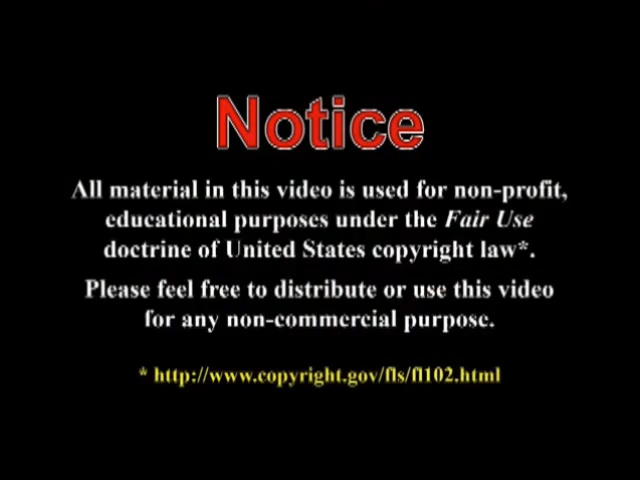 Notice
All material in this video is used for non-profit,
educational purposes under the Fair Use
doctrine of United States copyright law*.
Please feel free to distribute or use this video
for any non-commercial purpose.
* http://www.copyright.gov/fls/fl102.html